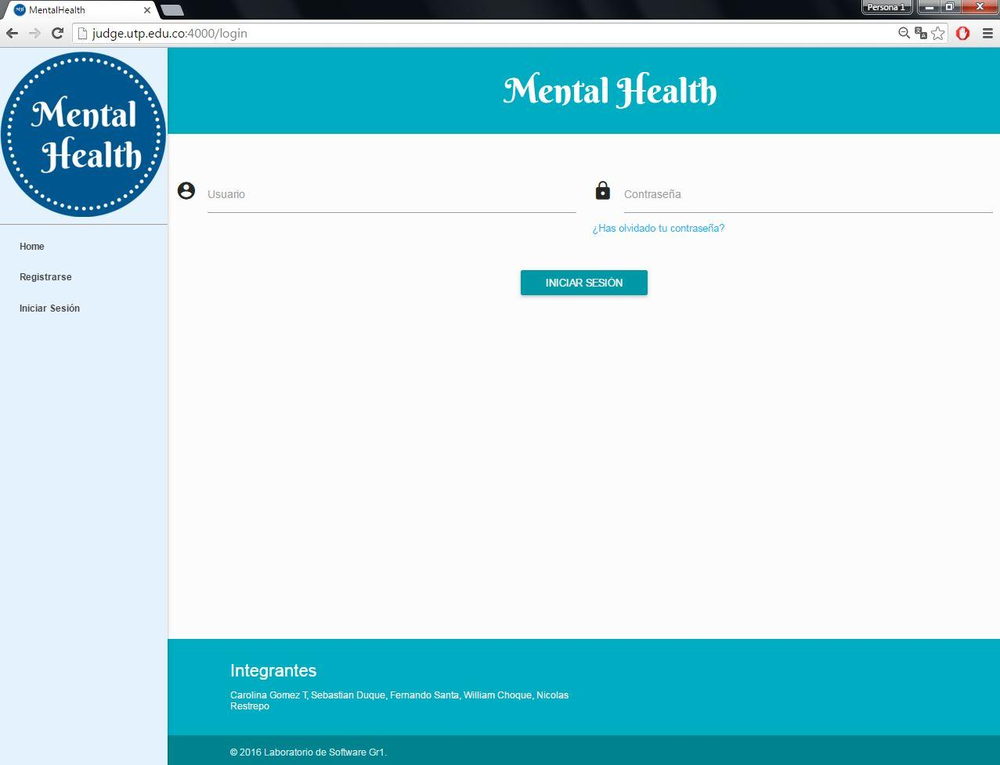 MentalHealth
Persona 1
judge.utp.edu.co:4000/login
Mental
Health
Home
Registrarse
Iniciar Sesión
Mental Health
Usuario
Contraseña
¿Has olvidado tu contraseña?
INICIAR SESIÓN
Integrantes
Carolina Gomez T, Sebastian Duque, Fernando Santa, William Choque, Nicolas
Restrepo
© 2016 Laboratorio de Software Gr1.